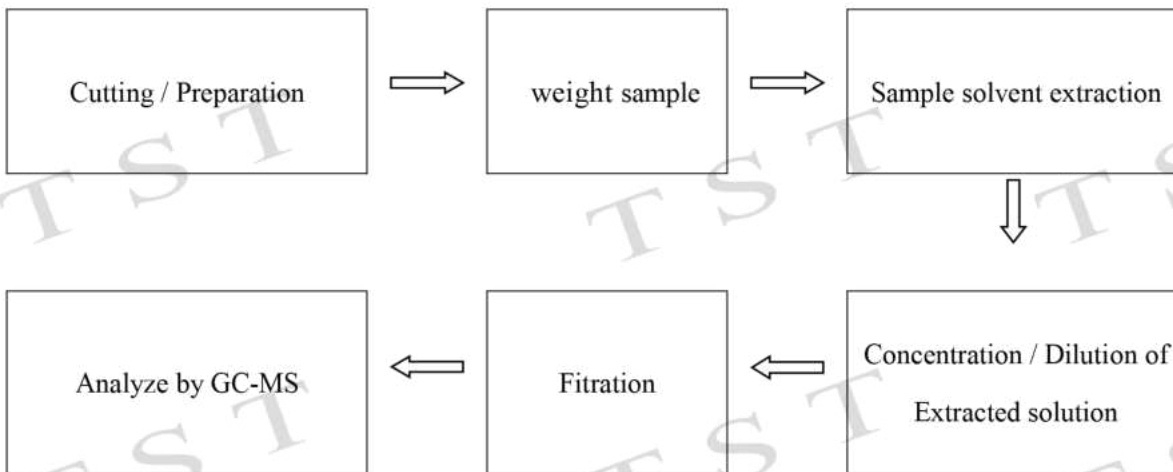 Cutting / Preparation
weight sample
Sample solvent extraction
Concentration / Dilution of
Extracted solution
Fitration
Analyze by GC-MS
T S T
T S T
T S
T S T
T S T